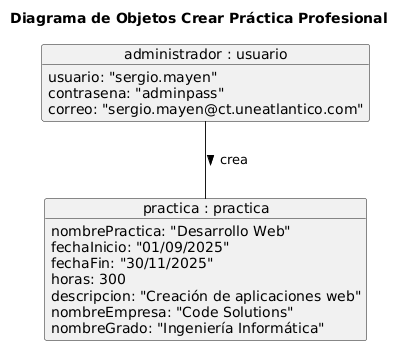 Diagrama de Objetos Crear Práctica Profesional
administrador : usuario
usuario: "sergio.mayen"
contrasena: "adminpass"
correo: "sergio.mayen@ct.uneatlantico.com"
crea
practica : practica
nombrePractica: "Desarrollo Web"
fechaInicio: "01/09/2025"
fechaFin: "30/11/2025"
horas: 300
descripcion: "Creación de aplicaciones web"
nombreEmpresa: "Code Solutions"
nombreGrado: "Ingeniería Informática"